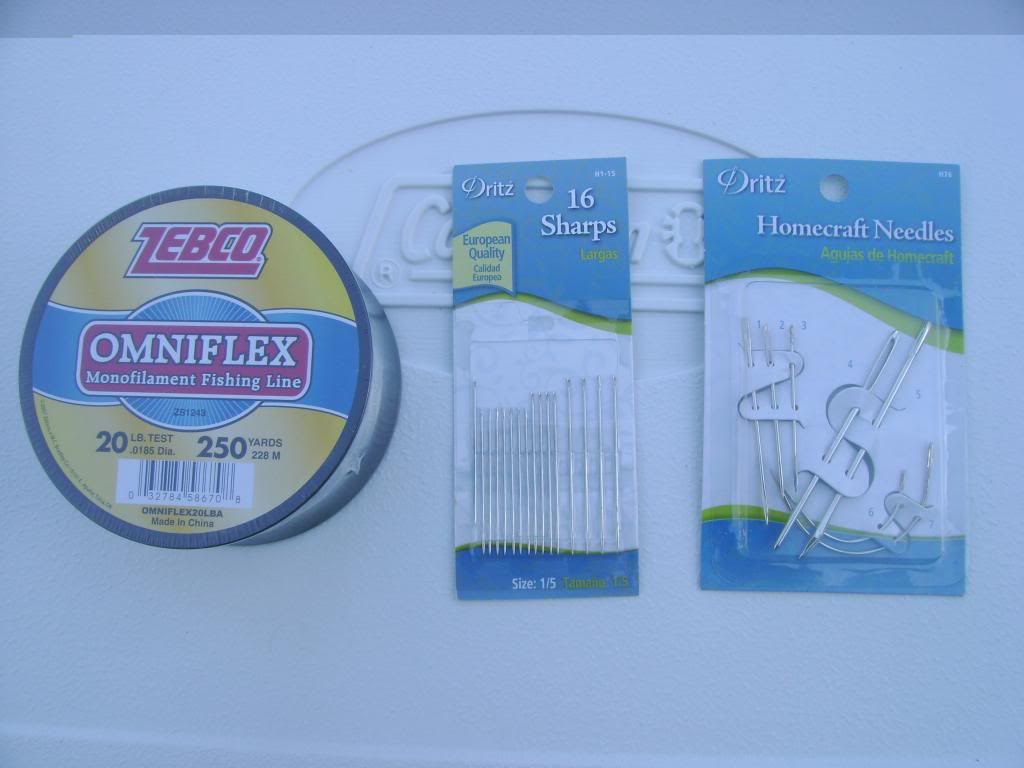 ZEBCO
OMNIFLEX
Monofilament Fishing Line
ZS1243
20 LB. TEST .0185 Dia. 250 YARDS 228 M
0 32784 58670 8
OMNIFLEX20LBA
Made in China
®
Dritz
H1-15
16
Sharps
Largas
European
Quality
Calidad
Europea
Size: 1/5 Tamaño: 1/5
Dritz
H76
Homecraft Needles
Agujas de Homecraft
1 2 3
4
5
6
7